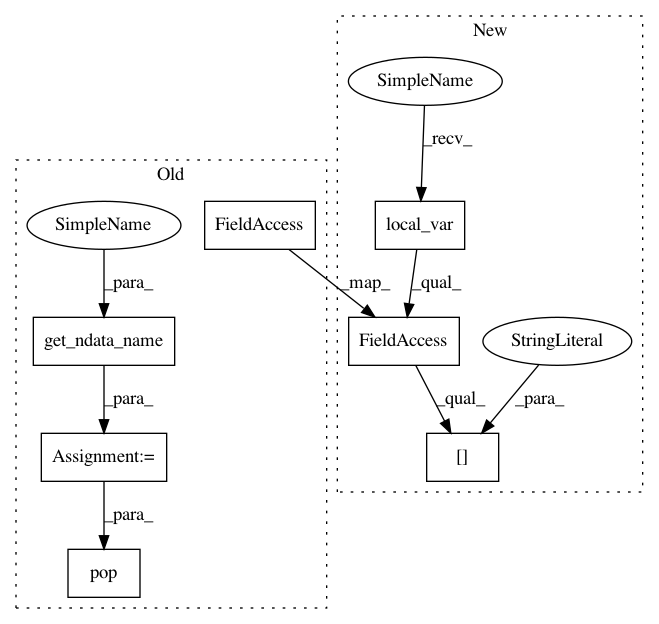 New
SimpleName
_recv_
Old
SimpleName
FieldAccess
local_var
_para_
_map_
_qual_
get_ndata_name
FieldAccess
StringLiteral
_para_
_qual_
_para_
Assignment:=
[]
_para_
pop